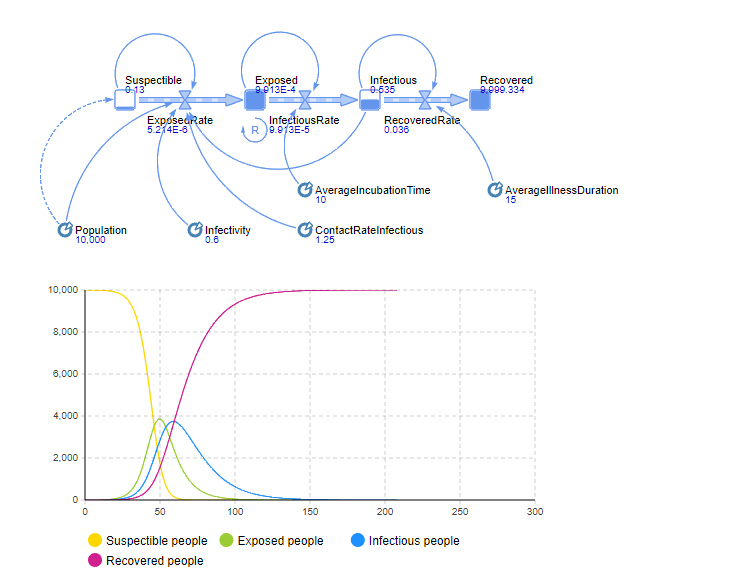 Suspectible Exposed Infectious Recovered
0.13 9.913E-4 0.535 9,999.334
ExposedRate InfectiousRate RecoveredRate
5.214E-6 R 9.913E-5 0.036
AverageIncubationTime AverageIllnessDuration
10 15
Population Infectivity ContactRateInfectious
10,000 0.6 1.25
10,000
8,000
6,000
4,000
2,000
0
0 50 100 150 200 250 300
Suspectible people Exposed people Infectious people
Recovered people